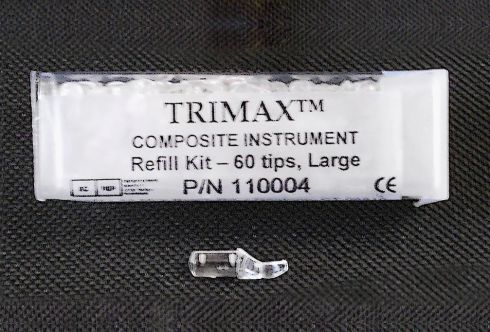 TRIMAX™
COMPOSITE INSTRUMENT
Refill Kit – 60 tips, Large
P/N 110004
CE